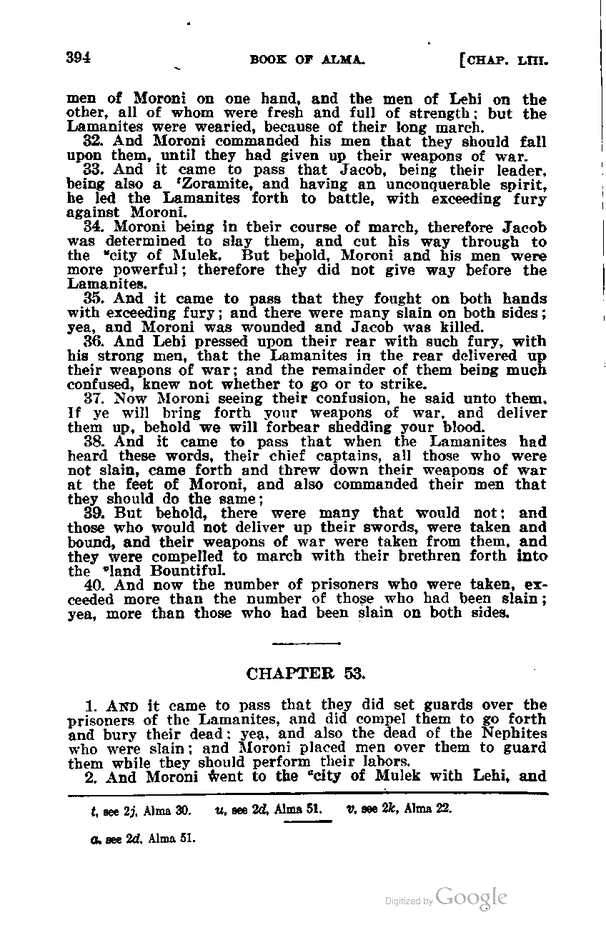 394 BOOK OF ALMA. [CHAP. LIII.
men of Moroni on one hand, and the men of Lehi on the
other, all of whom were fresh and full of strength; but the
Lamanites were wearied, because of their long march.
32. And Moroni commanded his men that they should fall
upon them, until they had given up their weapons of war.
33. And it came to pass that Jacob, being their leader,
being also a ᵗZoramite, and having an unconquerable spirit,
he led the Lamanites forth to battle, with exceeding fury
against Moroni.
34. Moroni being in their course of march, therefore Jacob
was determined to slay them, and cut his way through to
the ᵘcity of Mulek. But behold, Moroni and his men were
more powerful; therefore they did not give way before the
Lamanites.
35. And it came to pass that they fought on both hands
with exceeding fury; and there were many slain on both sides;
yea, and Moroni was wounded and Jacob was killed.
36. And Lehi pressed upon their rear with such fury, with
his strong men, that the Lamanites in the rear delivered up
their weapons of war; and the remainder of them being much
confused, knew not whether to go or to strike.
37. Now Moroni seeing their confusion, he said unto them,
If ye will bring forth your weapons of war, and deliver
them up, behold we will forbear shedding your blood.
38. And it came to pass that when the Lamanites had
heard these words, their chief captains, all those who were
not slain, came forth and threw down their weapons of war
at the feet of Moroni, and also commanded their men that
they should do the same;
39. But behold, there were many that would not; and
those who would not deliver up their swords, were taken and
bound, and their weapons of war were taken from them, and
they were compelled to march with their brethren forth into
the ᵛland Bountiful.
40. And now the number of prisoners who were taken, ex-
ceeded more than the number of those who had been slain;
yea, more than those who had been slain on both sides.
CHAPTER 53.
1. AND it came to pass that they did set guards over the
prisoners of the Lamanites, and did compel them to go forth
and bury their dead; yea, and also the dead of the Nephites
who were slain; and Moroni placed men over them to guard
them while they should perform their labors.
2. And Moroni went to the ᵃcity of Mulek with Lehi, and
t, see 2j, Alma 30. u, see 2d, Alma 51. v, see 2k, Alma 22.
a, see 2d, Alma 51.
Digitized by Google